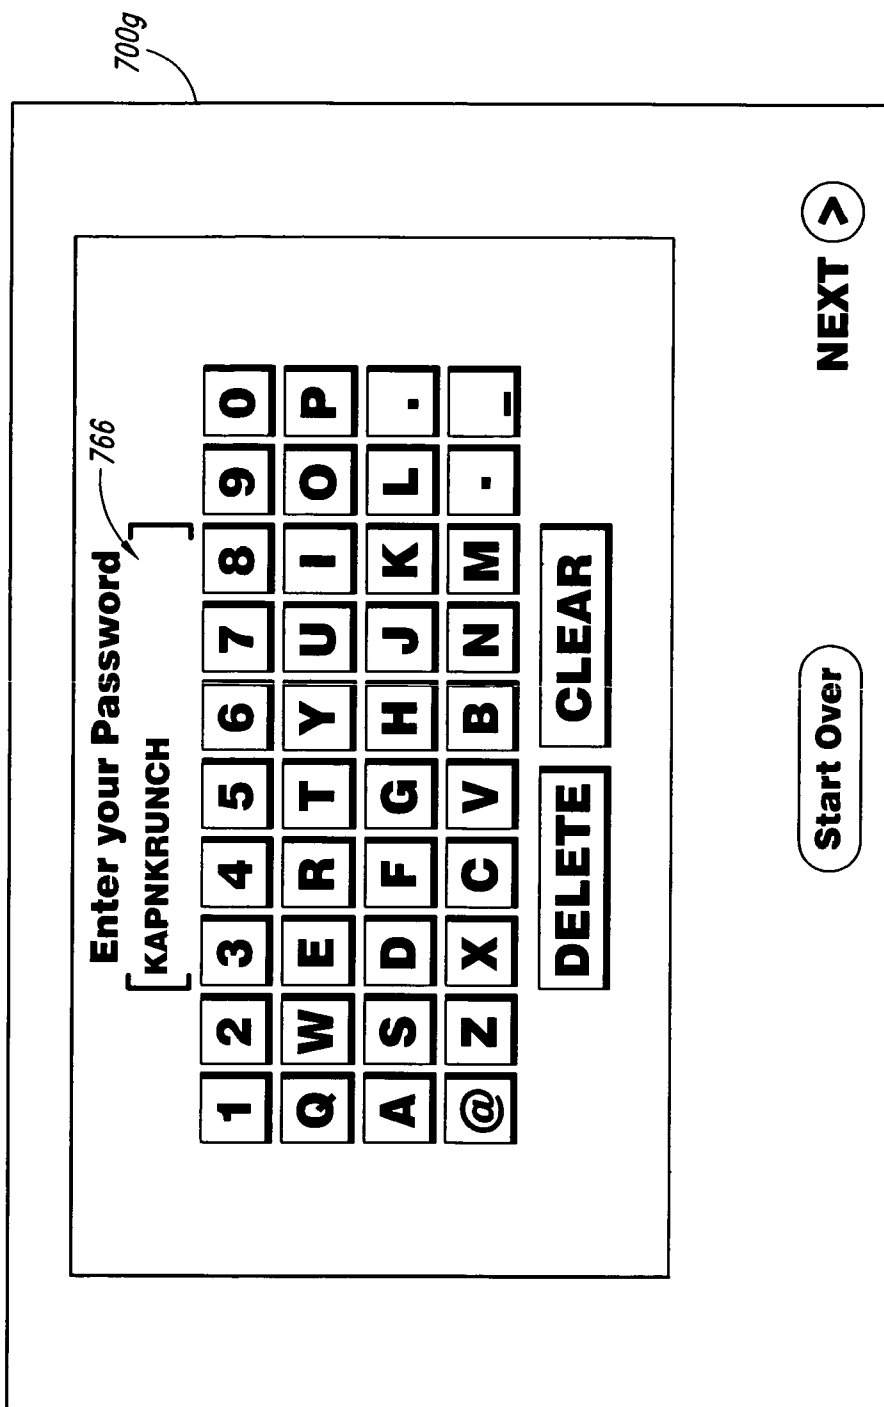 700g
Enter your Password
766
KAPNKRUNCH
1 2 3 4 5 6 7 8 9 0
Q W E R T Y U I O P
A S D F G H J K L .
@ Z X C V B N M - _
DELETE CLEAR
Start Over NEXT >